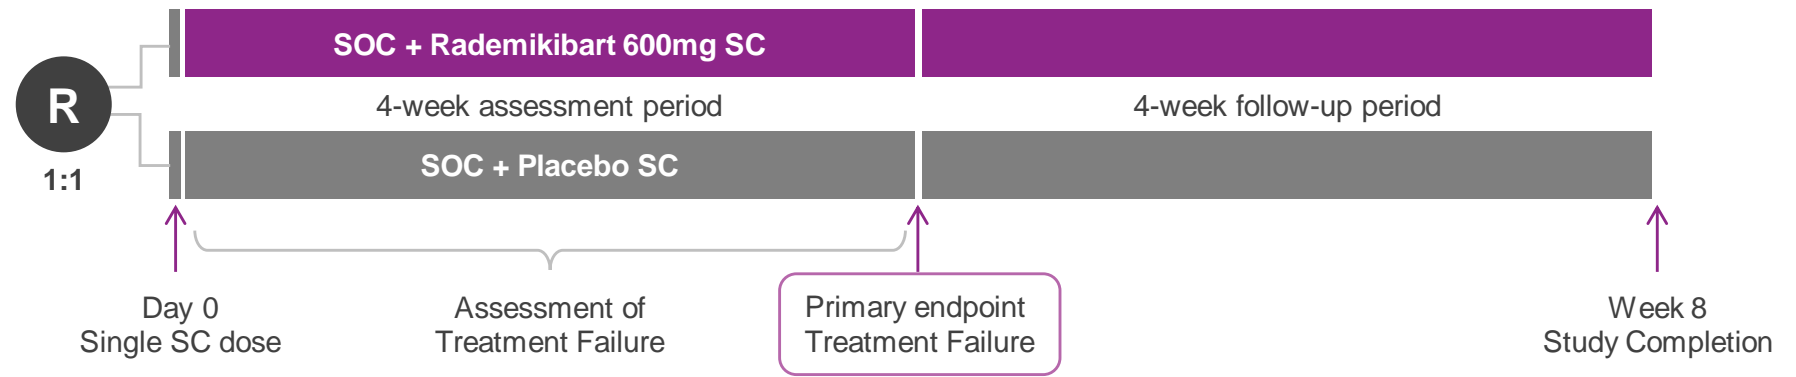 SOC + Rademikibart 600mg SC
R
1:1
4-week assessment period
4-week follow-up period
SOC + Placebo SC
Day 0
Single SC dose
Assessment of
Treatment Failure
Primary endpoint
Treatment Failure
Week 8
Study Completion